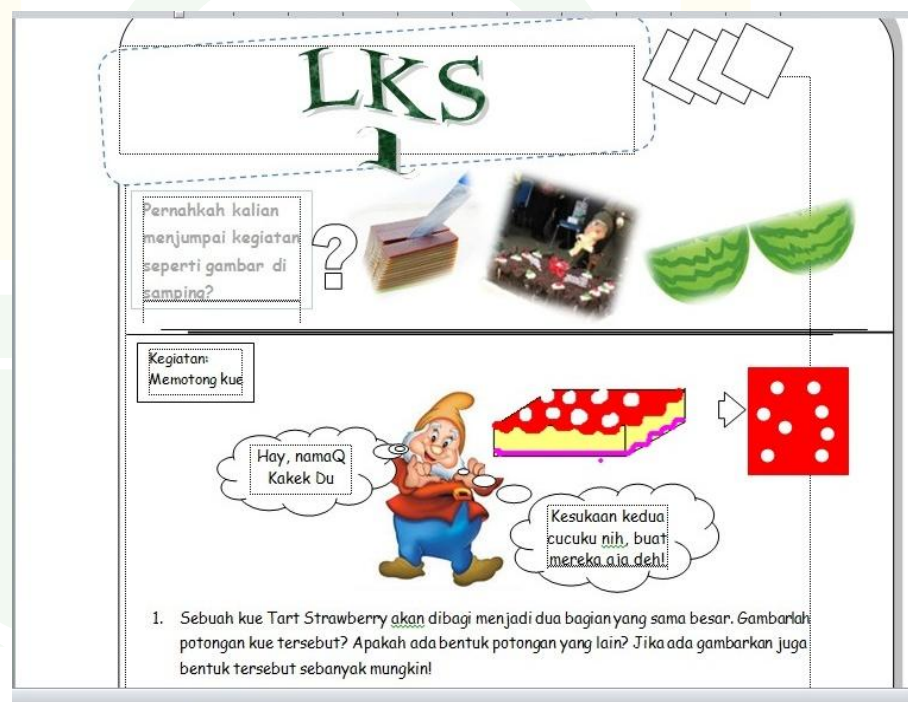 LKS
1
Pernahkah kalian
menjumpai kegiatan
seperti gambar di
samping?
?
Kegiatan:
Memotong kue
Hay, namaQ
Kakek Du
Kesukaan kedua
cucuku nih, buat
mereka aja deh!
1. Sebuah kue Tart Strawberry akan dibagi menjadi dua bagian yang sama besar. Gambarlah
potongan kue tersebut? Apakah ada bentuk potongan yang lain? Jika ada gambarkan juga
bentuk tersebut sebanyak mungkin!